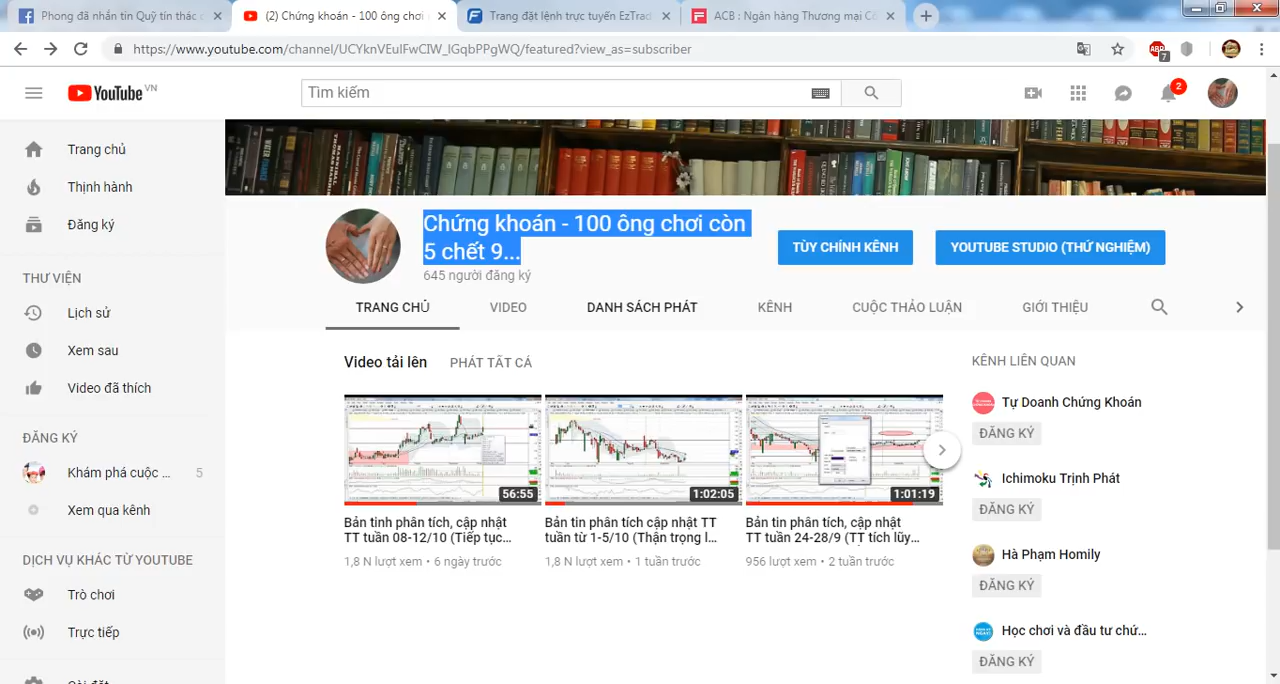 Phong đã nhắn tin Quỹ tín thác c
(2) Chứng khoán - 100 ông chơi
Trang đặt lệnh trực tuyến EzTrad
ACB : Ngân hàng Thương mại Cổ
https://www.youtube.com/channel/UCYknVEulFwCIW_lGqbPPgWQ/featured?view_as=subscriber
ABP
7
YouTube VN
Tìm kiếm
2
Trang chủ
Thịnh hành
Đăng ký
THƯ VIỆN
Lịch sử
Xem sau
Video đã thích
ĐĂNG KÝ
Khám phá cuộc ... 5
Xem qua kênh
DỊCH VỤ KHÁC TỪ YOUTUBE
Trò chơi
Trực tiếp
Cài đặt
Chứng khoán - 100 ông chơi còn
5 chết 9...
645 người đăng ký
TÙY CHỈNH KÊNH
YOUTUBE STUDIO (THỬ NGHIỆM)
TRANG CHỦ VIDEO DANH SÁCH PHÁT KÊNH CUỘC THẢO LUẬN GIỚI THIỆU
Video tải lên PHÁT TẤT CẢ
56:55
Bản tinh phân tích, cập nhật
TT tuần 08-12/10 (Tiếp tục...
1,8 N lượt xem • 6 ngày trước
1:02:05
Bản tin phân tích cập nhật TT
tuần từ 1-5/10 (Thận trọng l...
1,8 N lượt xem • 1 tuần trước
1:01:19
Bản tin phân tích, cập nhật
TT tuần 24-28/9 (TT tích lũy...
956 lượt xem • 2 tuần trước
KÊNH LIÊN QUAN
Tự Doanh Chứng Khoán
ĐĂNG KÝ
Ichimoku Trịnh Phát
ĐĂNG KÝ
Hà Phạm Homily
ĐĂNG KÝ
Học chơi và đầu tư chứ...
ĐĂNG KÝ